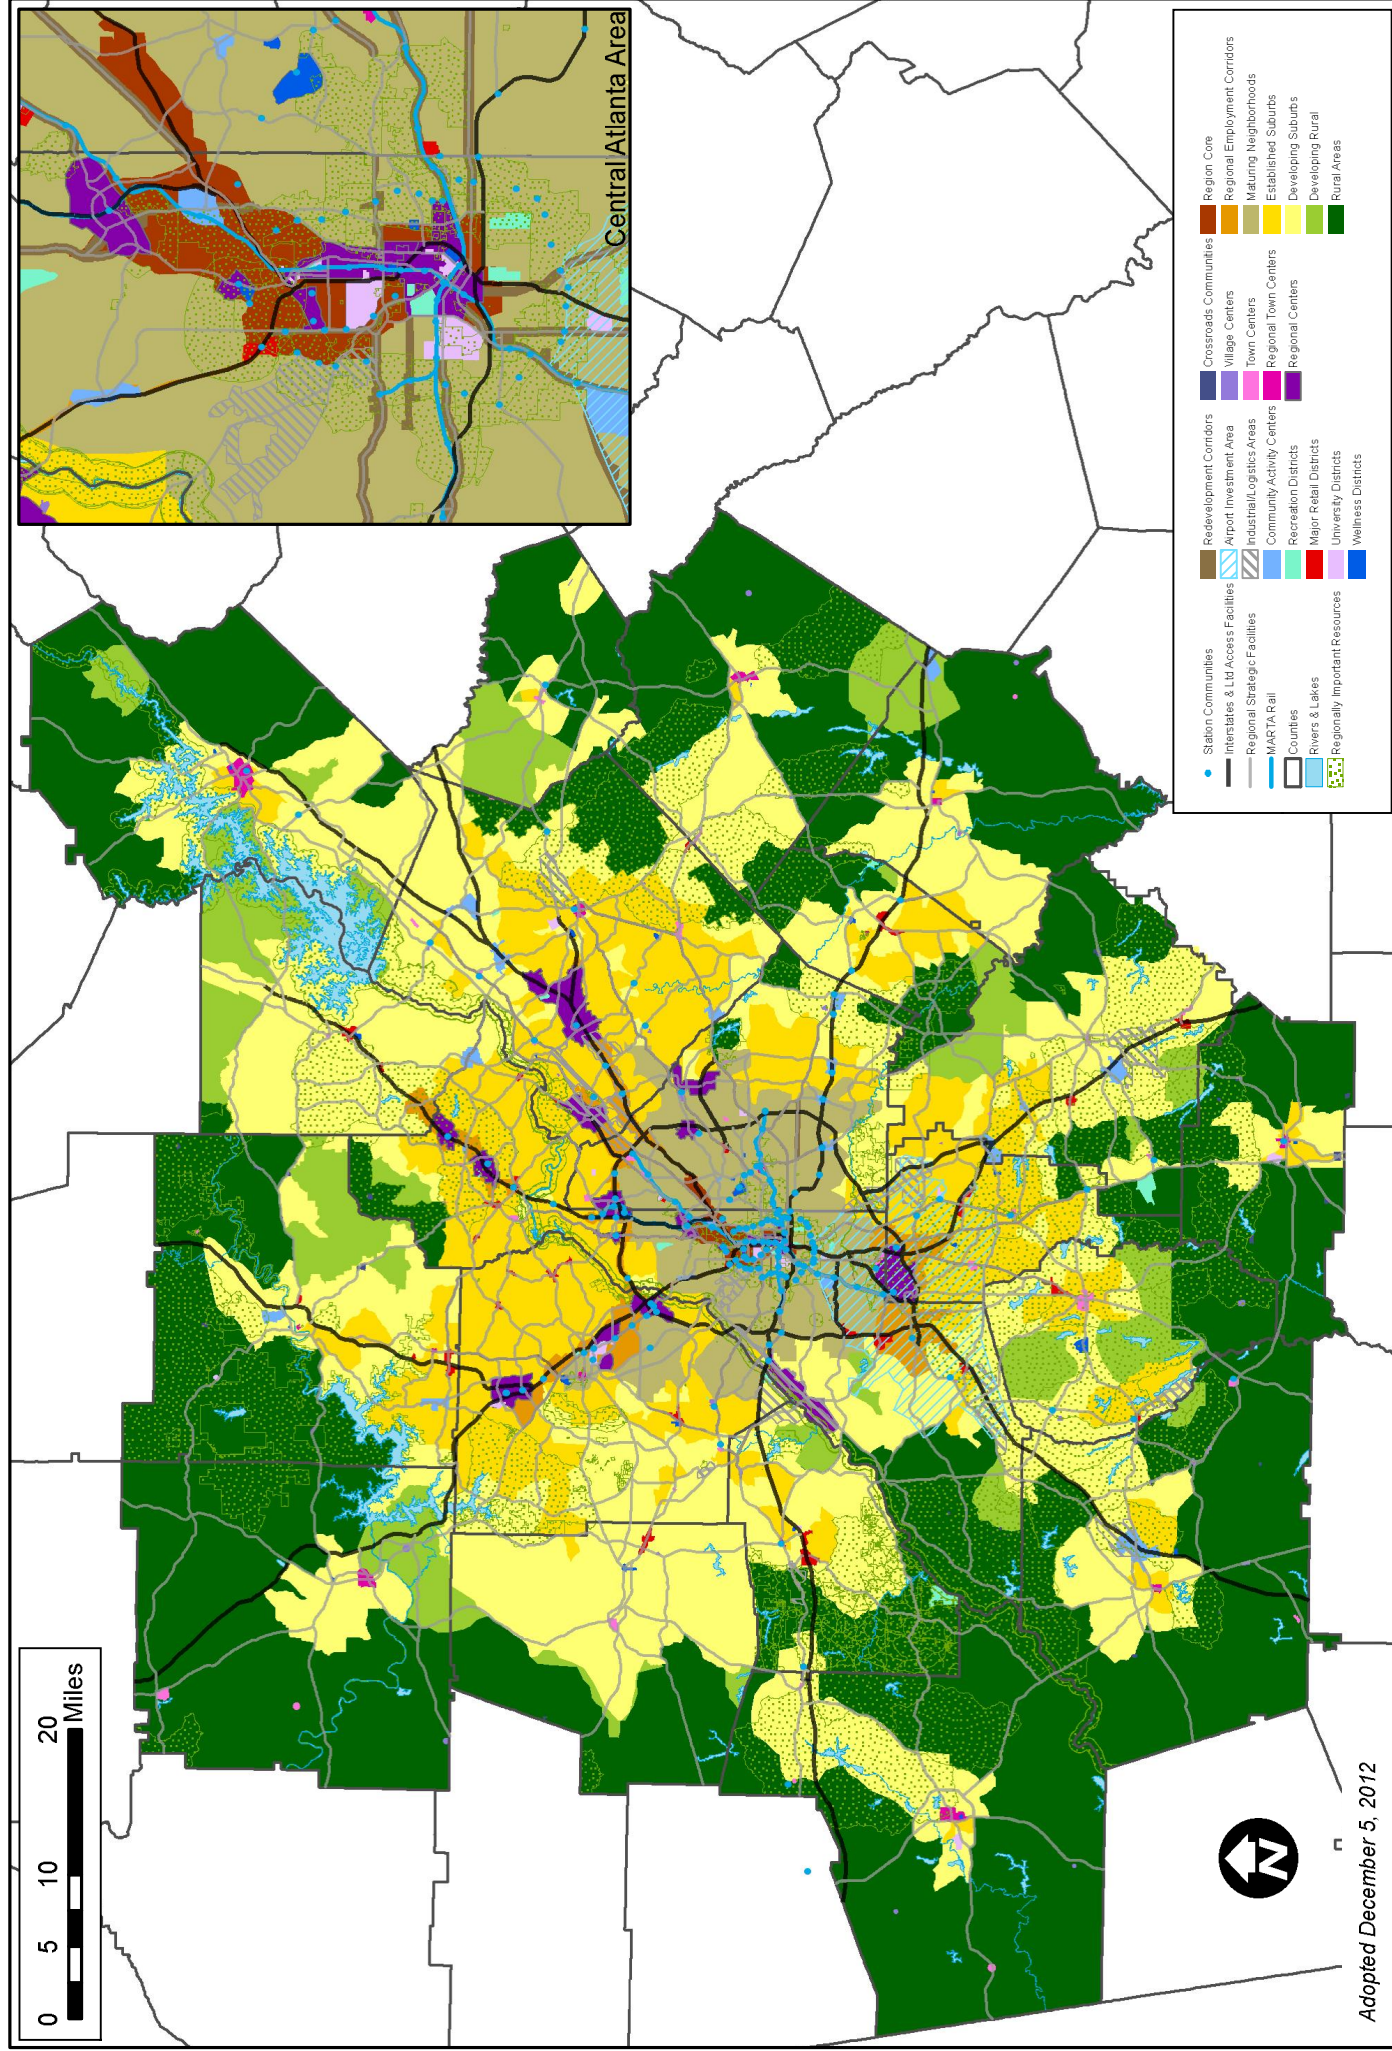 0 5 10 20
Miles
Central Atlanta Area
Station Communities
Interstates & Ltd Access Facilities
Regional Strategic Facilities
MARTA Rail
Counties
Rivers & Lakes
Regionally Important Resources
Redevelopment Corridors
Airport Investment Area
Industrial/Logistics Areas
Community Activity Centers
Recreation Districts
Major Retail Districts
University Districts
Wellness Districts
Crossroads Communities
Village Centers
Town Centers
Regional Town Centers
Regional Centers
Region Core
Regional Employment Corridors
Maturing Neighborhoods
Established Suburbs
Developing Suburbs
Developing Rural
Rural Areas
N
Adopted December 5, 2012